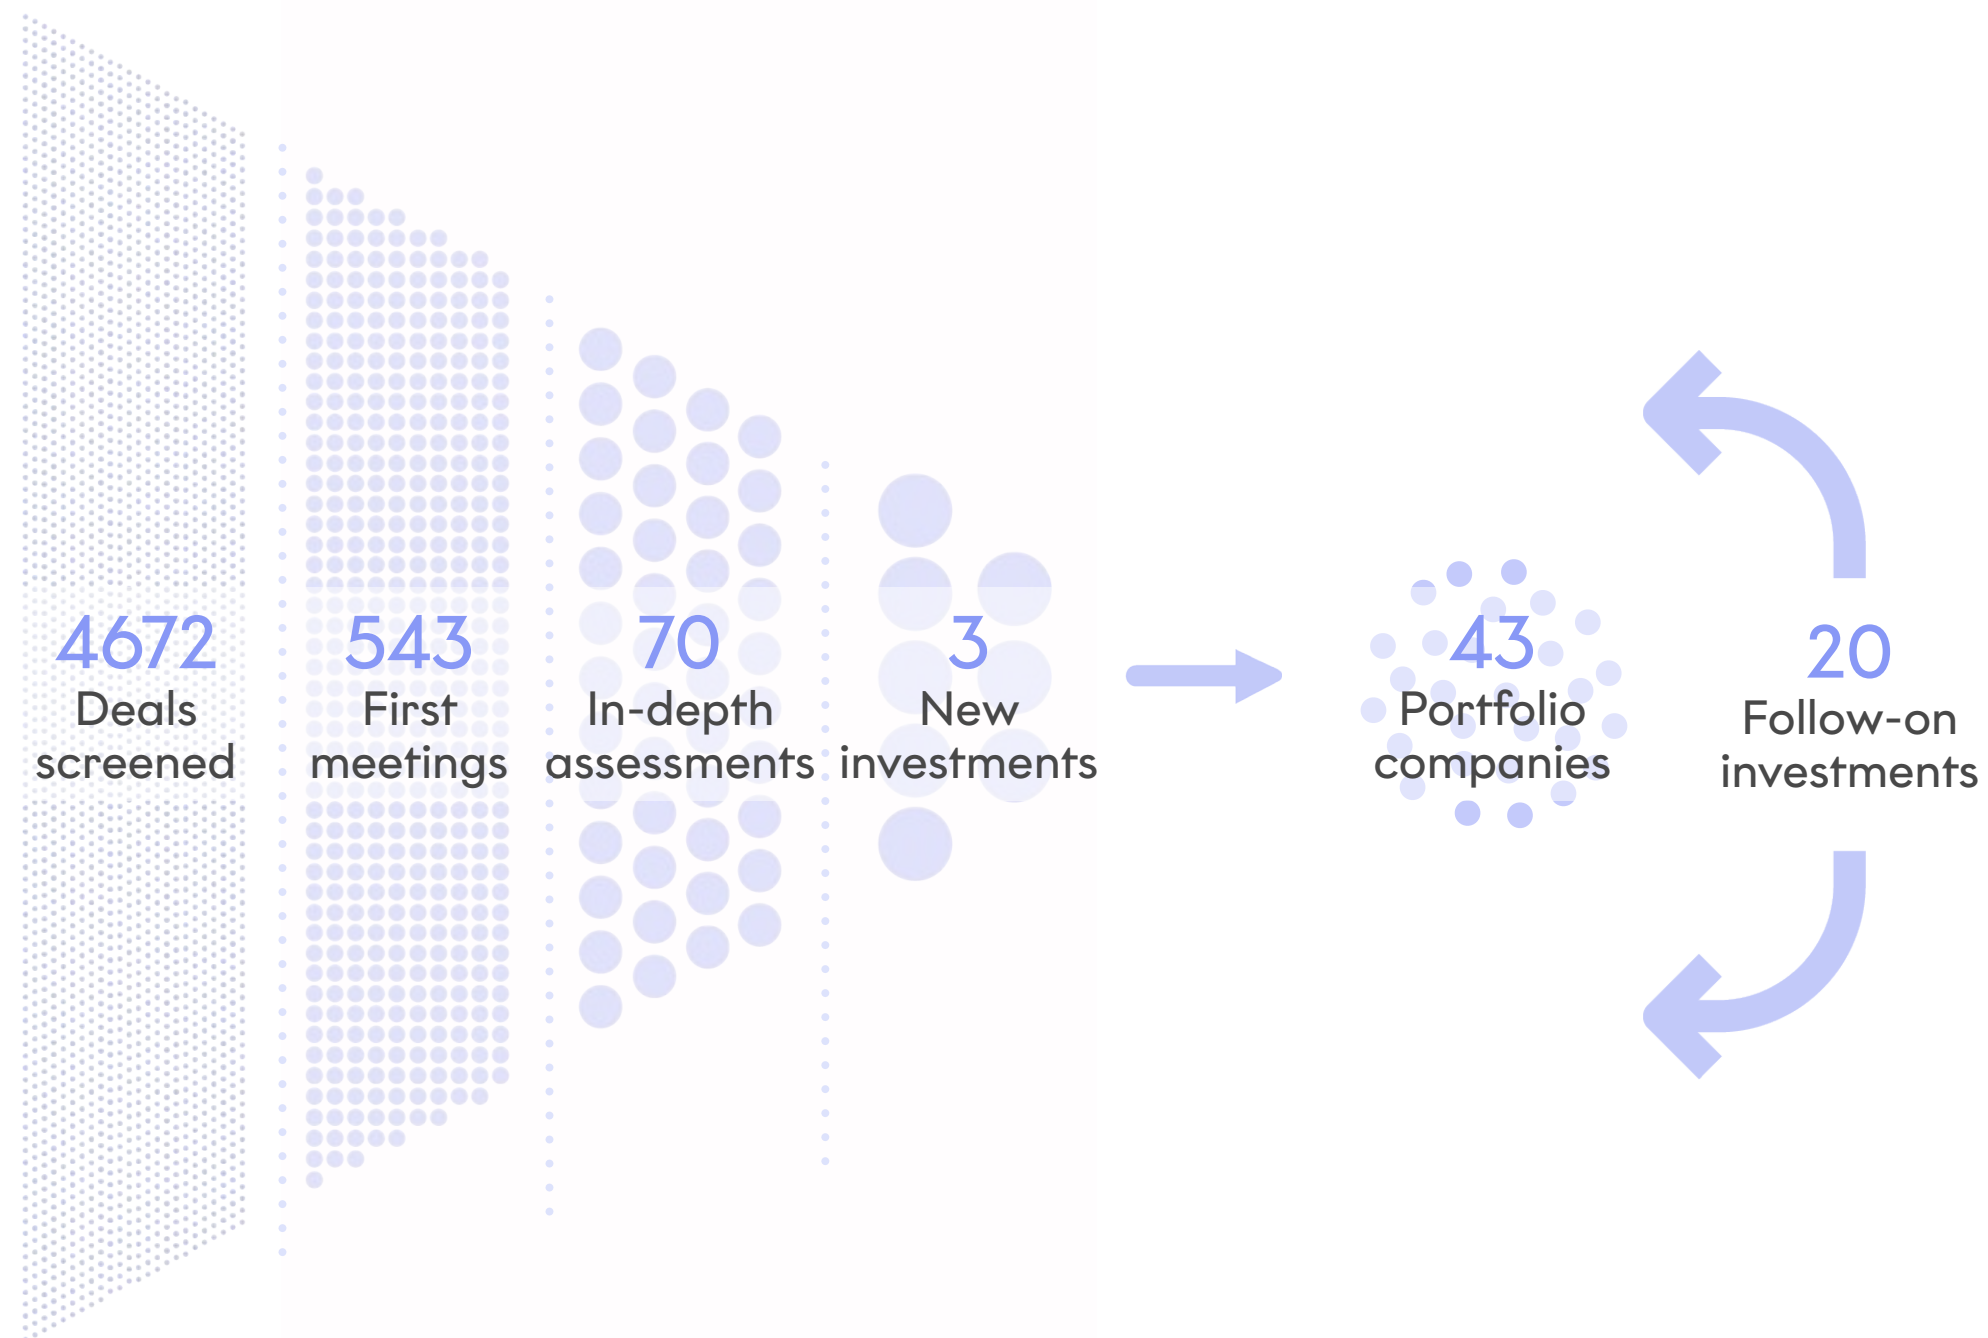 4672
Deals
screened
543
First
meetings
70
In-depth
assessments
3
New
investments
43
Portfolio
companies
20
Follow-on
investments